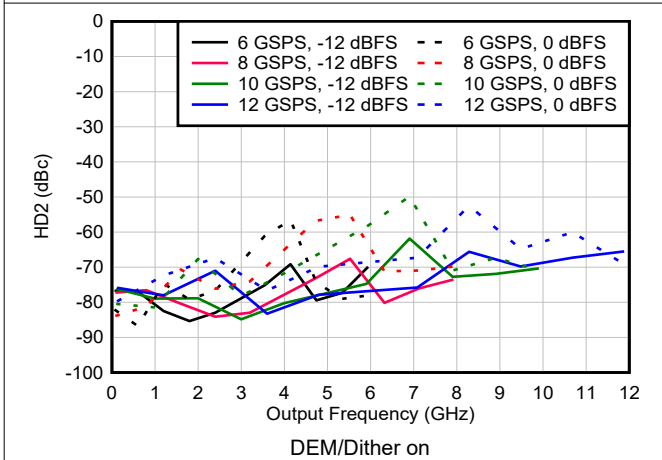 0
-10
-20
-30
-40
-50
-60
-70
-80
-90
-100
HD2 (dBc)
6 GSPS, -12 dBFS
8 GSPS, -12 dBFS
10 GSPS, -12 dBFS
12 GSPS, -12 dBFS
6 GSPS, 0 dBFS
8 GSPS, 0 dBFS
10 GSPS, 0 dBFS
12 GSPS, 0 dBFS
0 1 2 3 4 5 6 7 8 9 10 11 12
Output Frequency (GHz)
DEM/Dither on